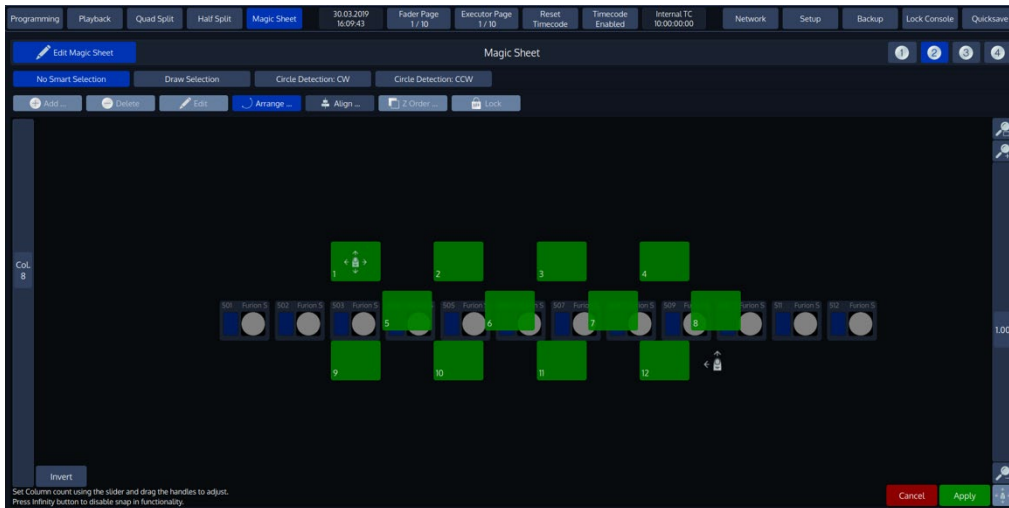 Programming
Playback
Quad Split
Half Split
Magic Sheet
30.03.2019
16:09:43
Fader Page
1 / 10
Executor Page
1 / 10
Reset
Timecode
Timecode
Enabled
Internal TC
10:00:00:00
Network
Setup
Backup
Lock Console
Quicksave
Edit Magic Sheet
Magic Sheet
1
2
3
4
No Smart Selection
Draw Selection
Circle Detection: CW
Circle Detection: CCW
Add ...
Delete
Edit
Arrange ...
Align ...
Z Order ...
Lock
Col.
8
1
2
3
4
S01 Furion S
S02 Furion S
S03 Furion S
S05 Furion
S07 Furio
S09 Fu
urion S
S11 Furion S
S12 Furion S
5
6
7
8
1.00
9
10
11
12
Invert
Set Column count using the slider and drag the handles to adjust.
Press Infinity button to disable snap in functionality.
Cancel
Apply